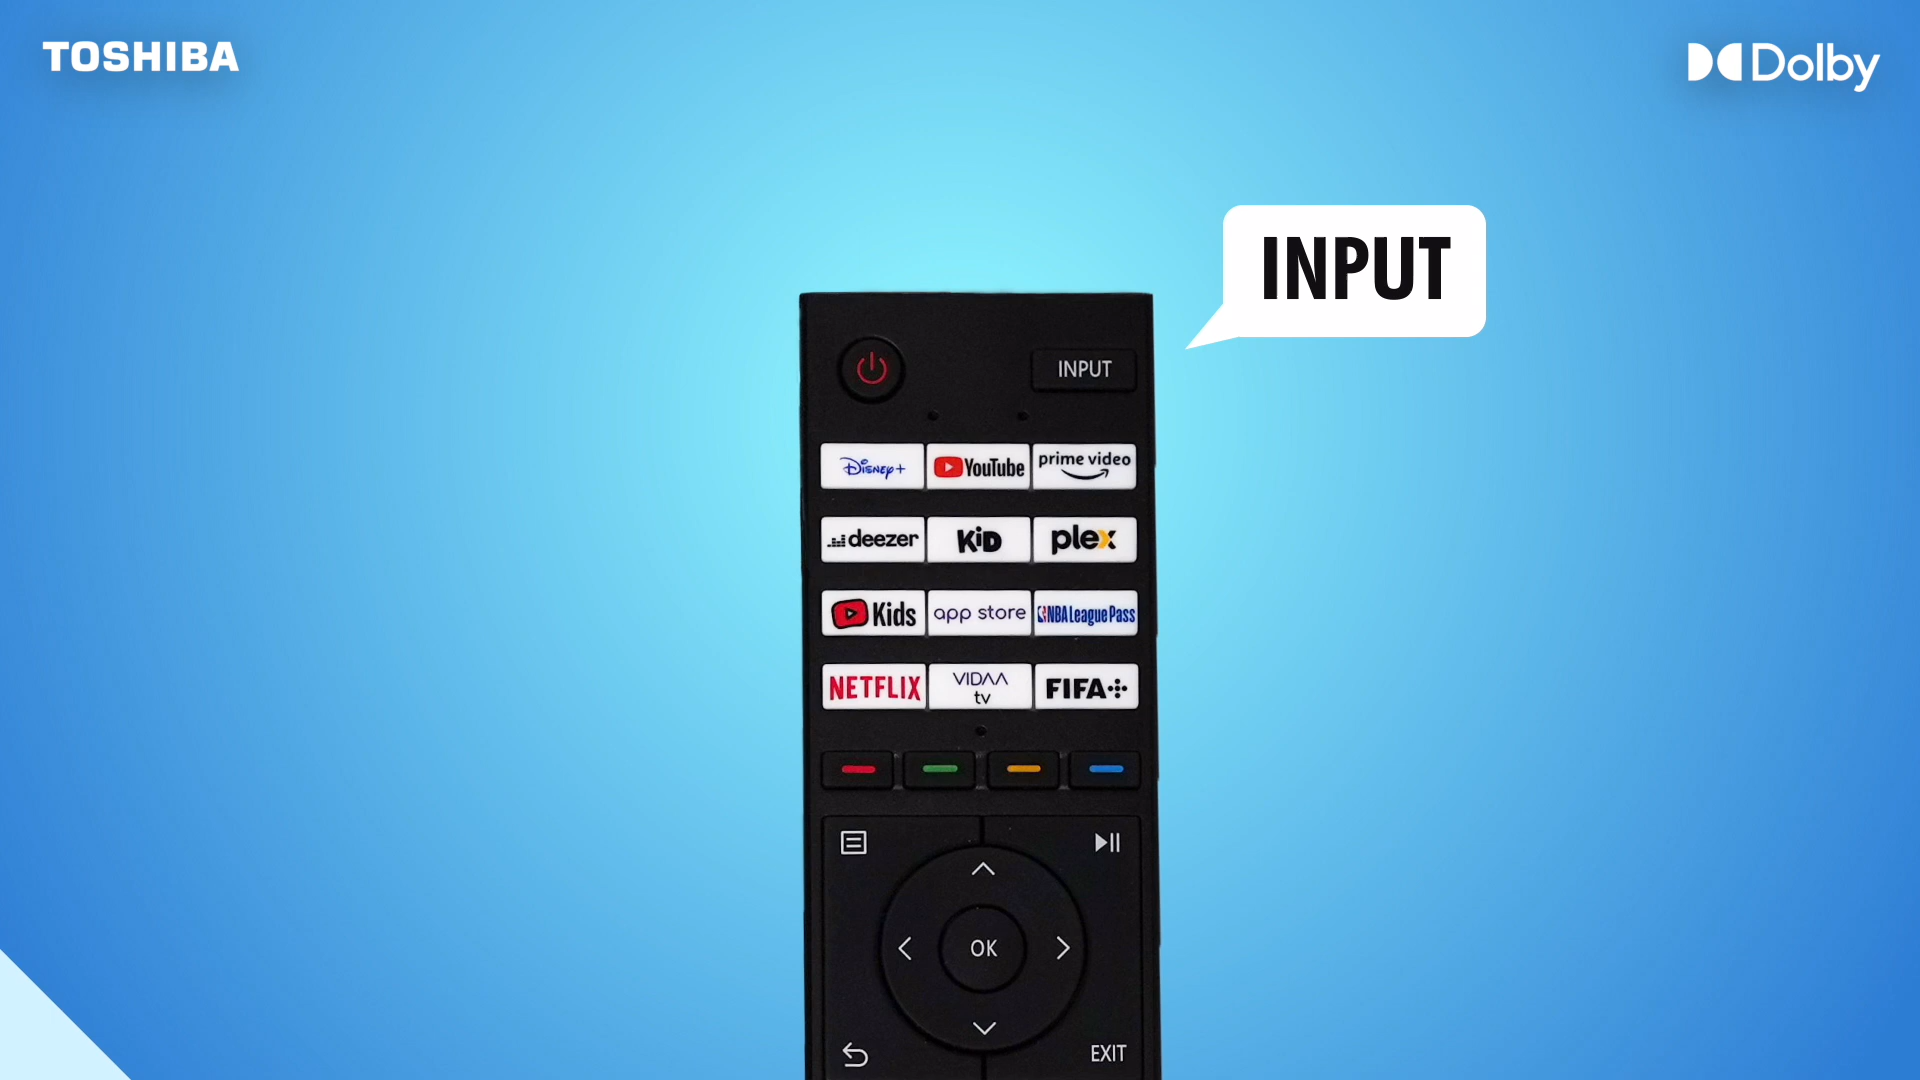 TOSHIBA
Dolby
INPUT
INPUT
Disney+
YouTube
prime video
deezer
KiD
plex
Kids
app store
NBA League Pass
NETFLIX
VIDAA
tv
FIFA+
OK
EXIT